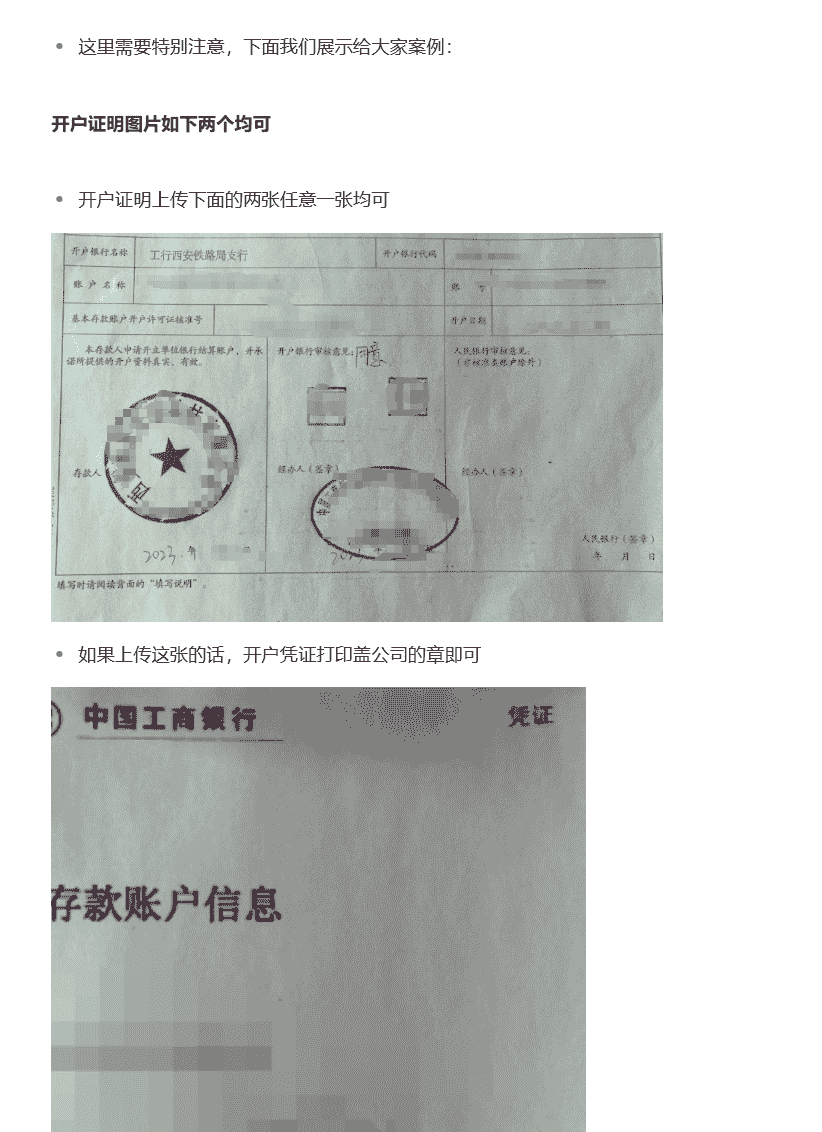 这里需要特别注意，下面我们展示给大家案例：
开户证明图片如下两个均可
开户证明上传下面的两张任意一张均可
开户银行名称 工行西安铁路局支行 开户银行代码
账户名称 账 号
基本存款账户开户许可证核准号 开户日期
本存款人申请开立单位银行结算账户，并承
诺所提供的开户资料真实、有效。
开户银行审核意见：同意
人民银行审核意见：
（非核准类账户除外）
存款人
西
经办人（签章）
经办人（签章）
中国工
2023 年
2023
人民银行（签章）
年 月 日
填写时请阅读背面的“填写说明”。
如果上传这张的话，开户凭证打印盖公司的章即可
中国工商银行 凭证
存款账户信息